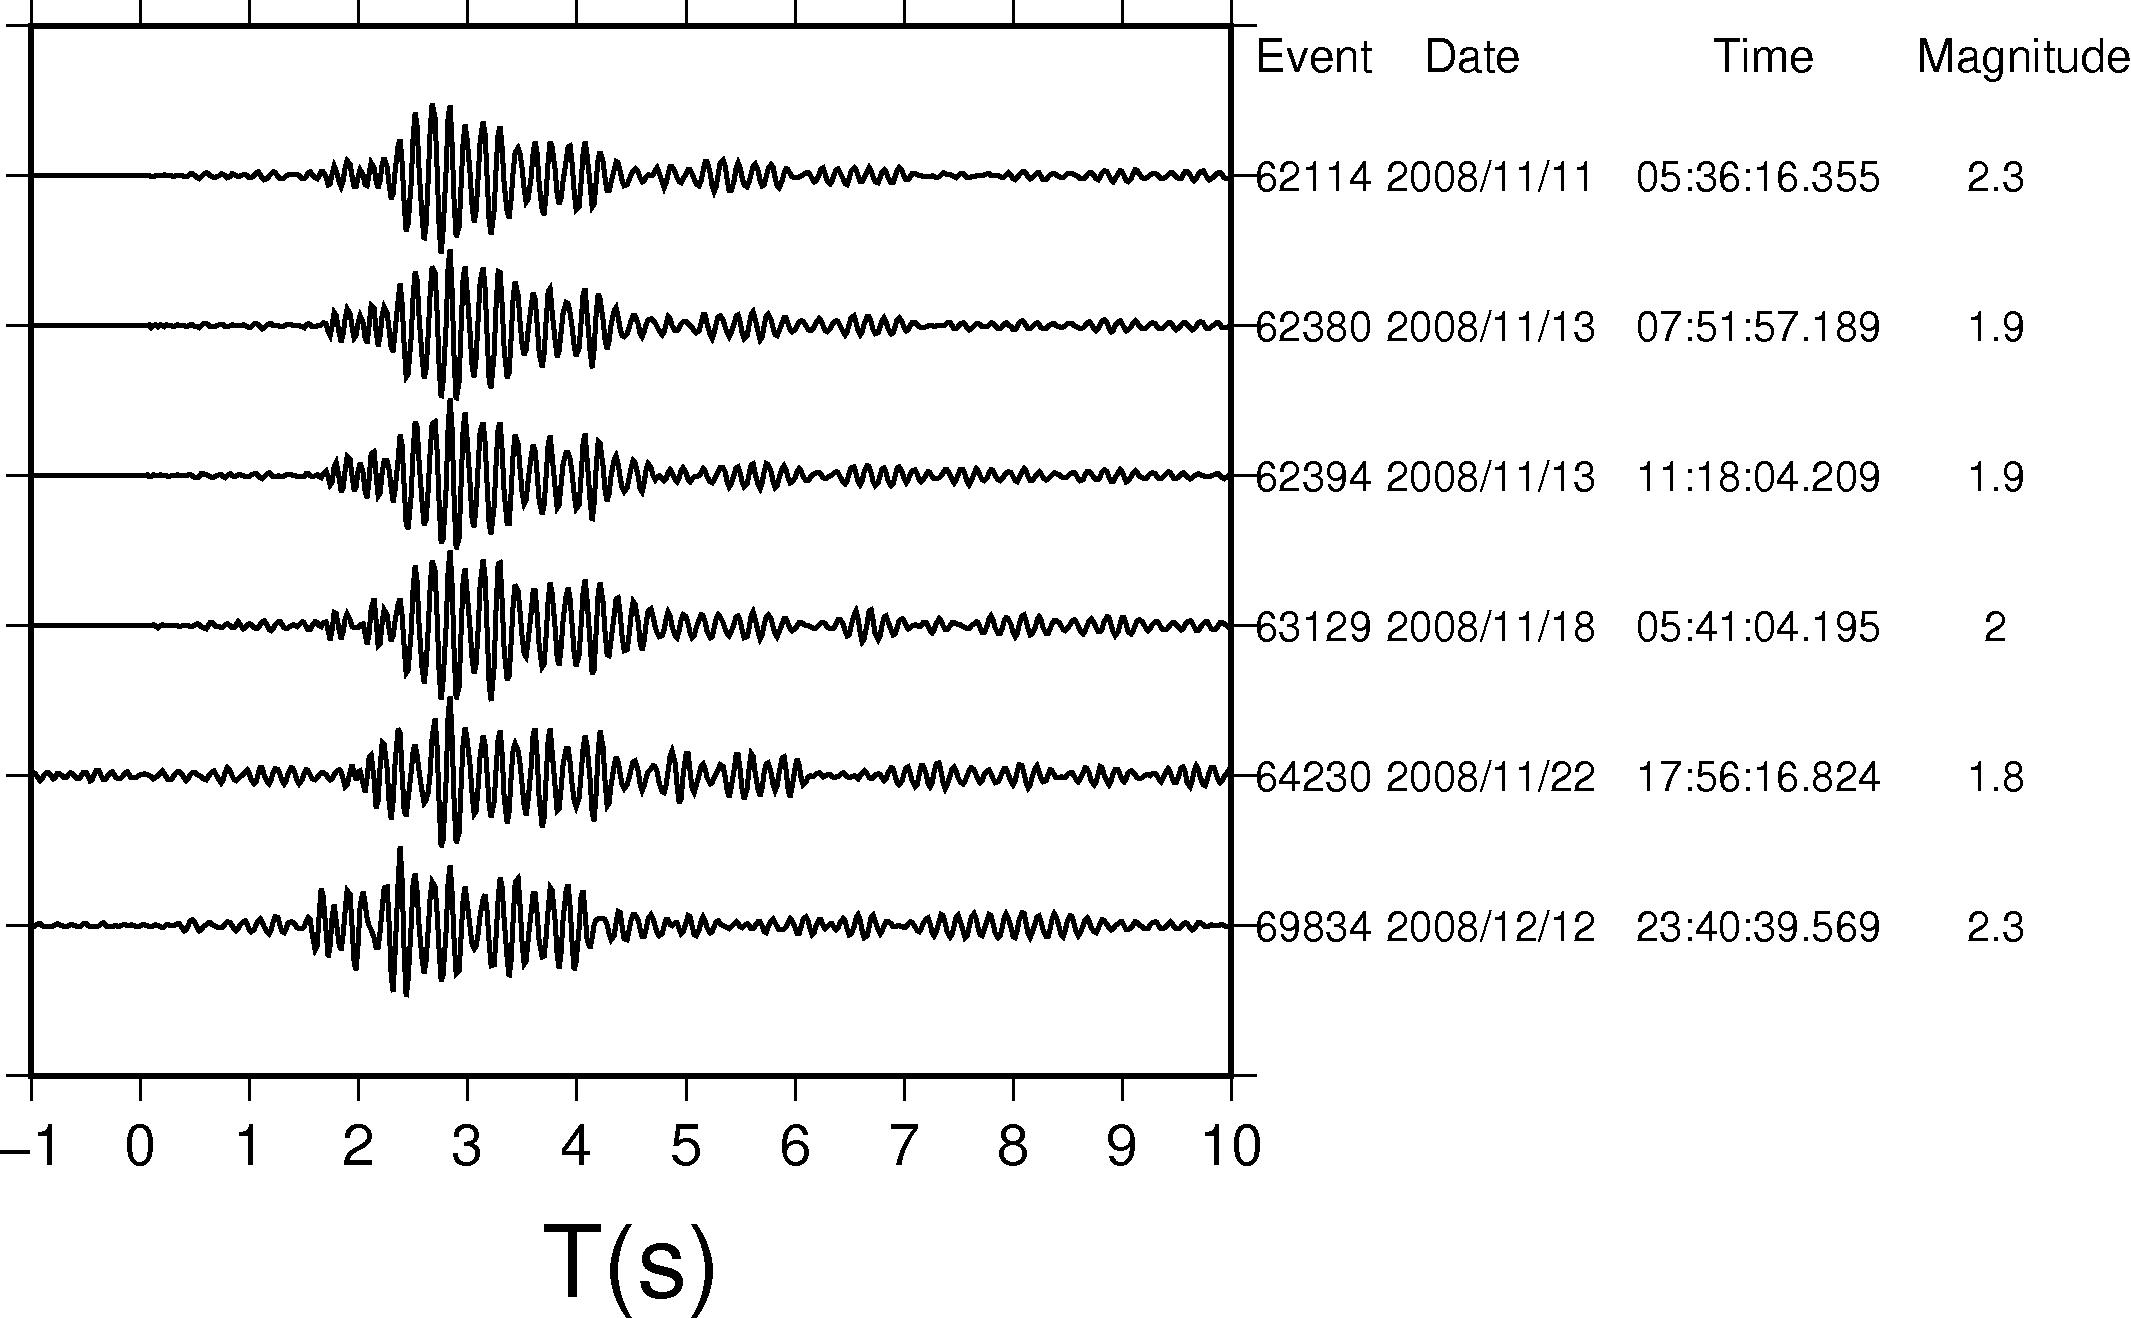 Event Date Time Magnitude
62114 2008/11/11 05:36:16.355 2.3
62380 2008/11/13 07:51:57.189 1.9
62394 2008/11/13 11:18:04.209 1.9
63129 2008/11/18 05:41:04.195 2
64230 2008/11/22 17:56:16.824 1.8
69834 2008/12/12 23:40:39.569 2.3
−1 0 1 2 3 4 5 6 7 8 9 10
T(s)